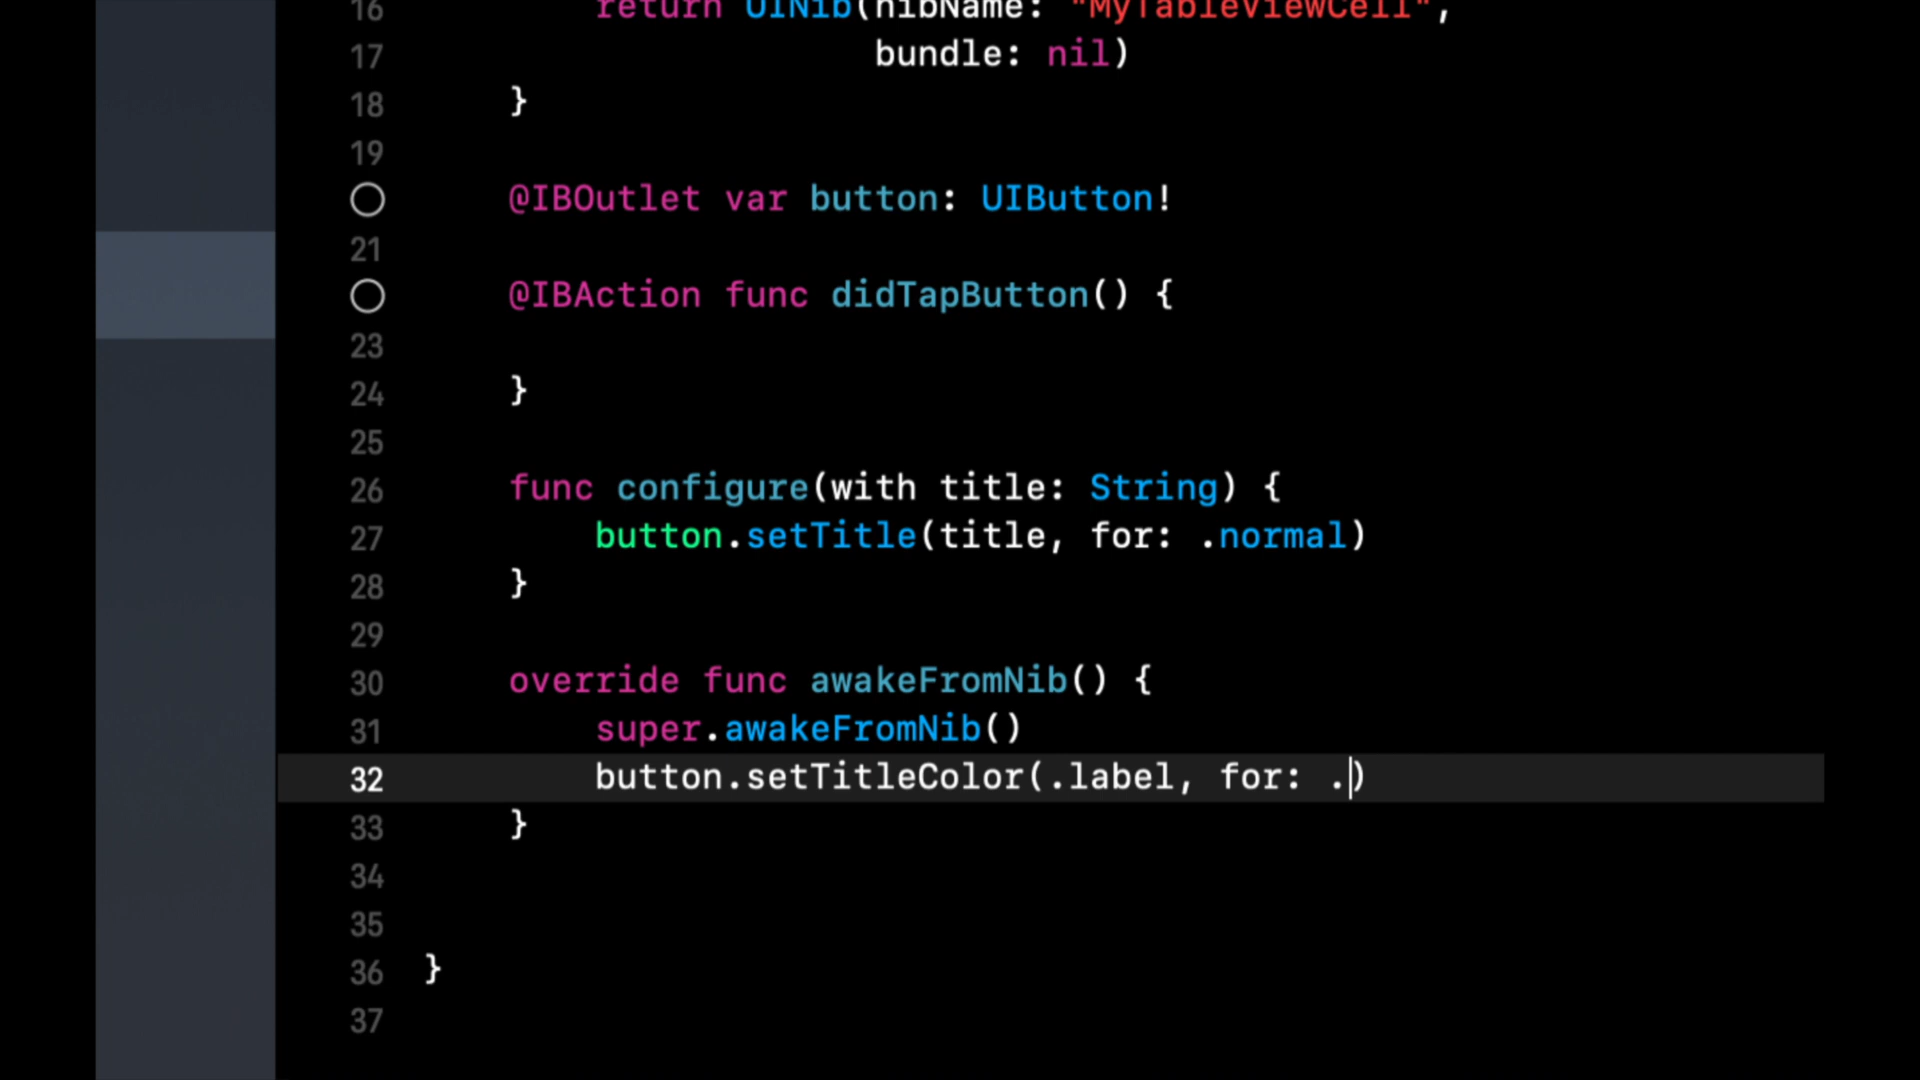 16 return UINib(nibName: "MyTableViewCell",
17 bundle: nil)
18 }
19
@IBOutlet var button: UIButton!
21
@IBAction func didTapButton() {
23
24 }
25
26 func configure(with title: String) {
27 button.setTitle(title, for: .normal)
28 }
29
30 override func awakeFromNib() {
31 super.awakeFromNib()
32 button.setTitleColor(.label, for: .)
33 }
34
35
36 }
37